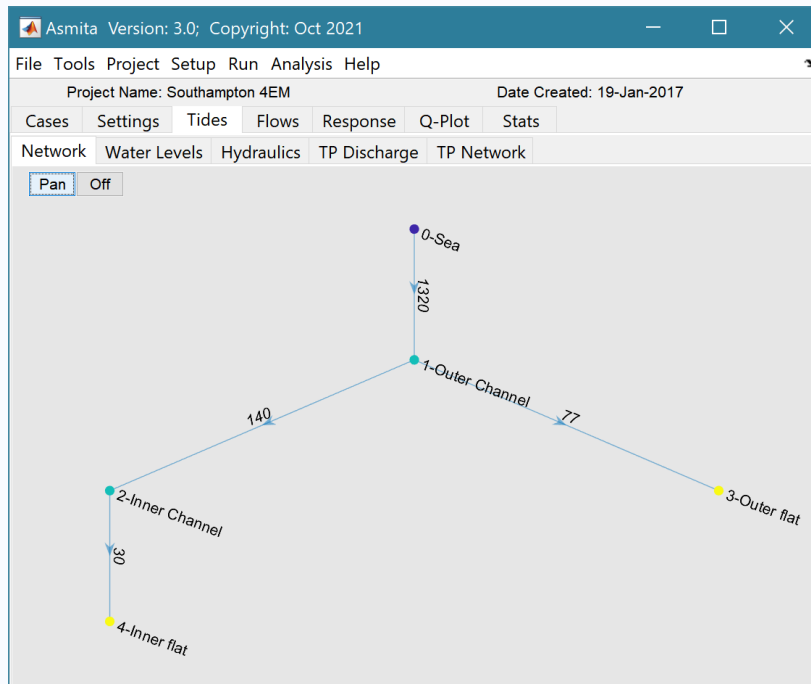 Asmita Version: 3.0; Copyright: Oct 2021
File Tools Project Setup Run Analysis Help
Project Name: Southampton 4EM Date Created: 19-Jan-2017
Cases Settings Tides Flows Response Q-Plot Stats
Network Water Levels Hydraulics TP Discharge TP Network
Pan Off
0-Sea
1320
1-Outer Channel
140
77
2-Inner Channel
3-Outer flat
30
4-Inner flat